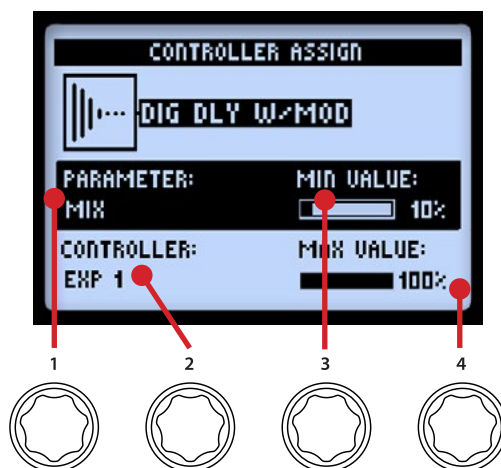 CONTROLLER ASSIGN
DIG DLY W/MOD
PARAMETER: MIN VALUE:
MIX 10%
CONTROLLER: MAX VALUE:
EXP 1 100%
1 2 3 4